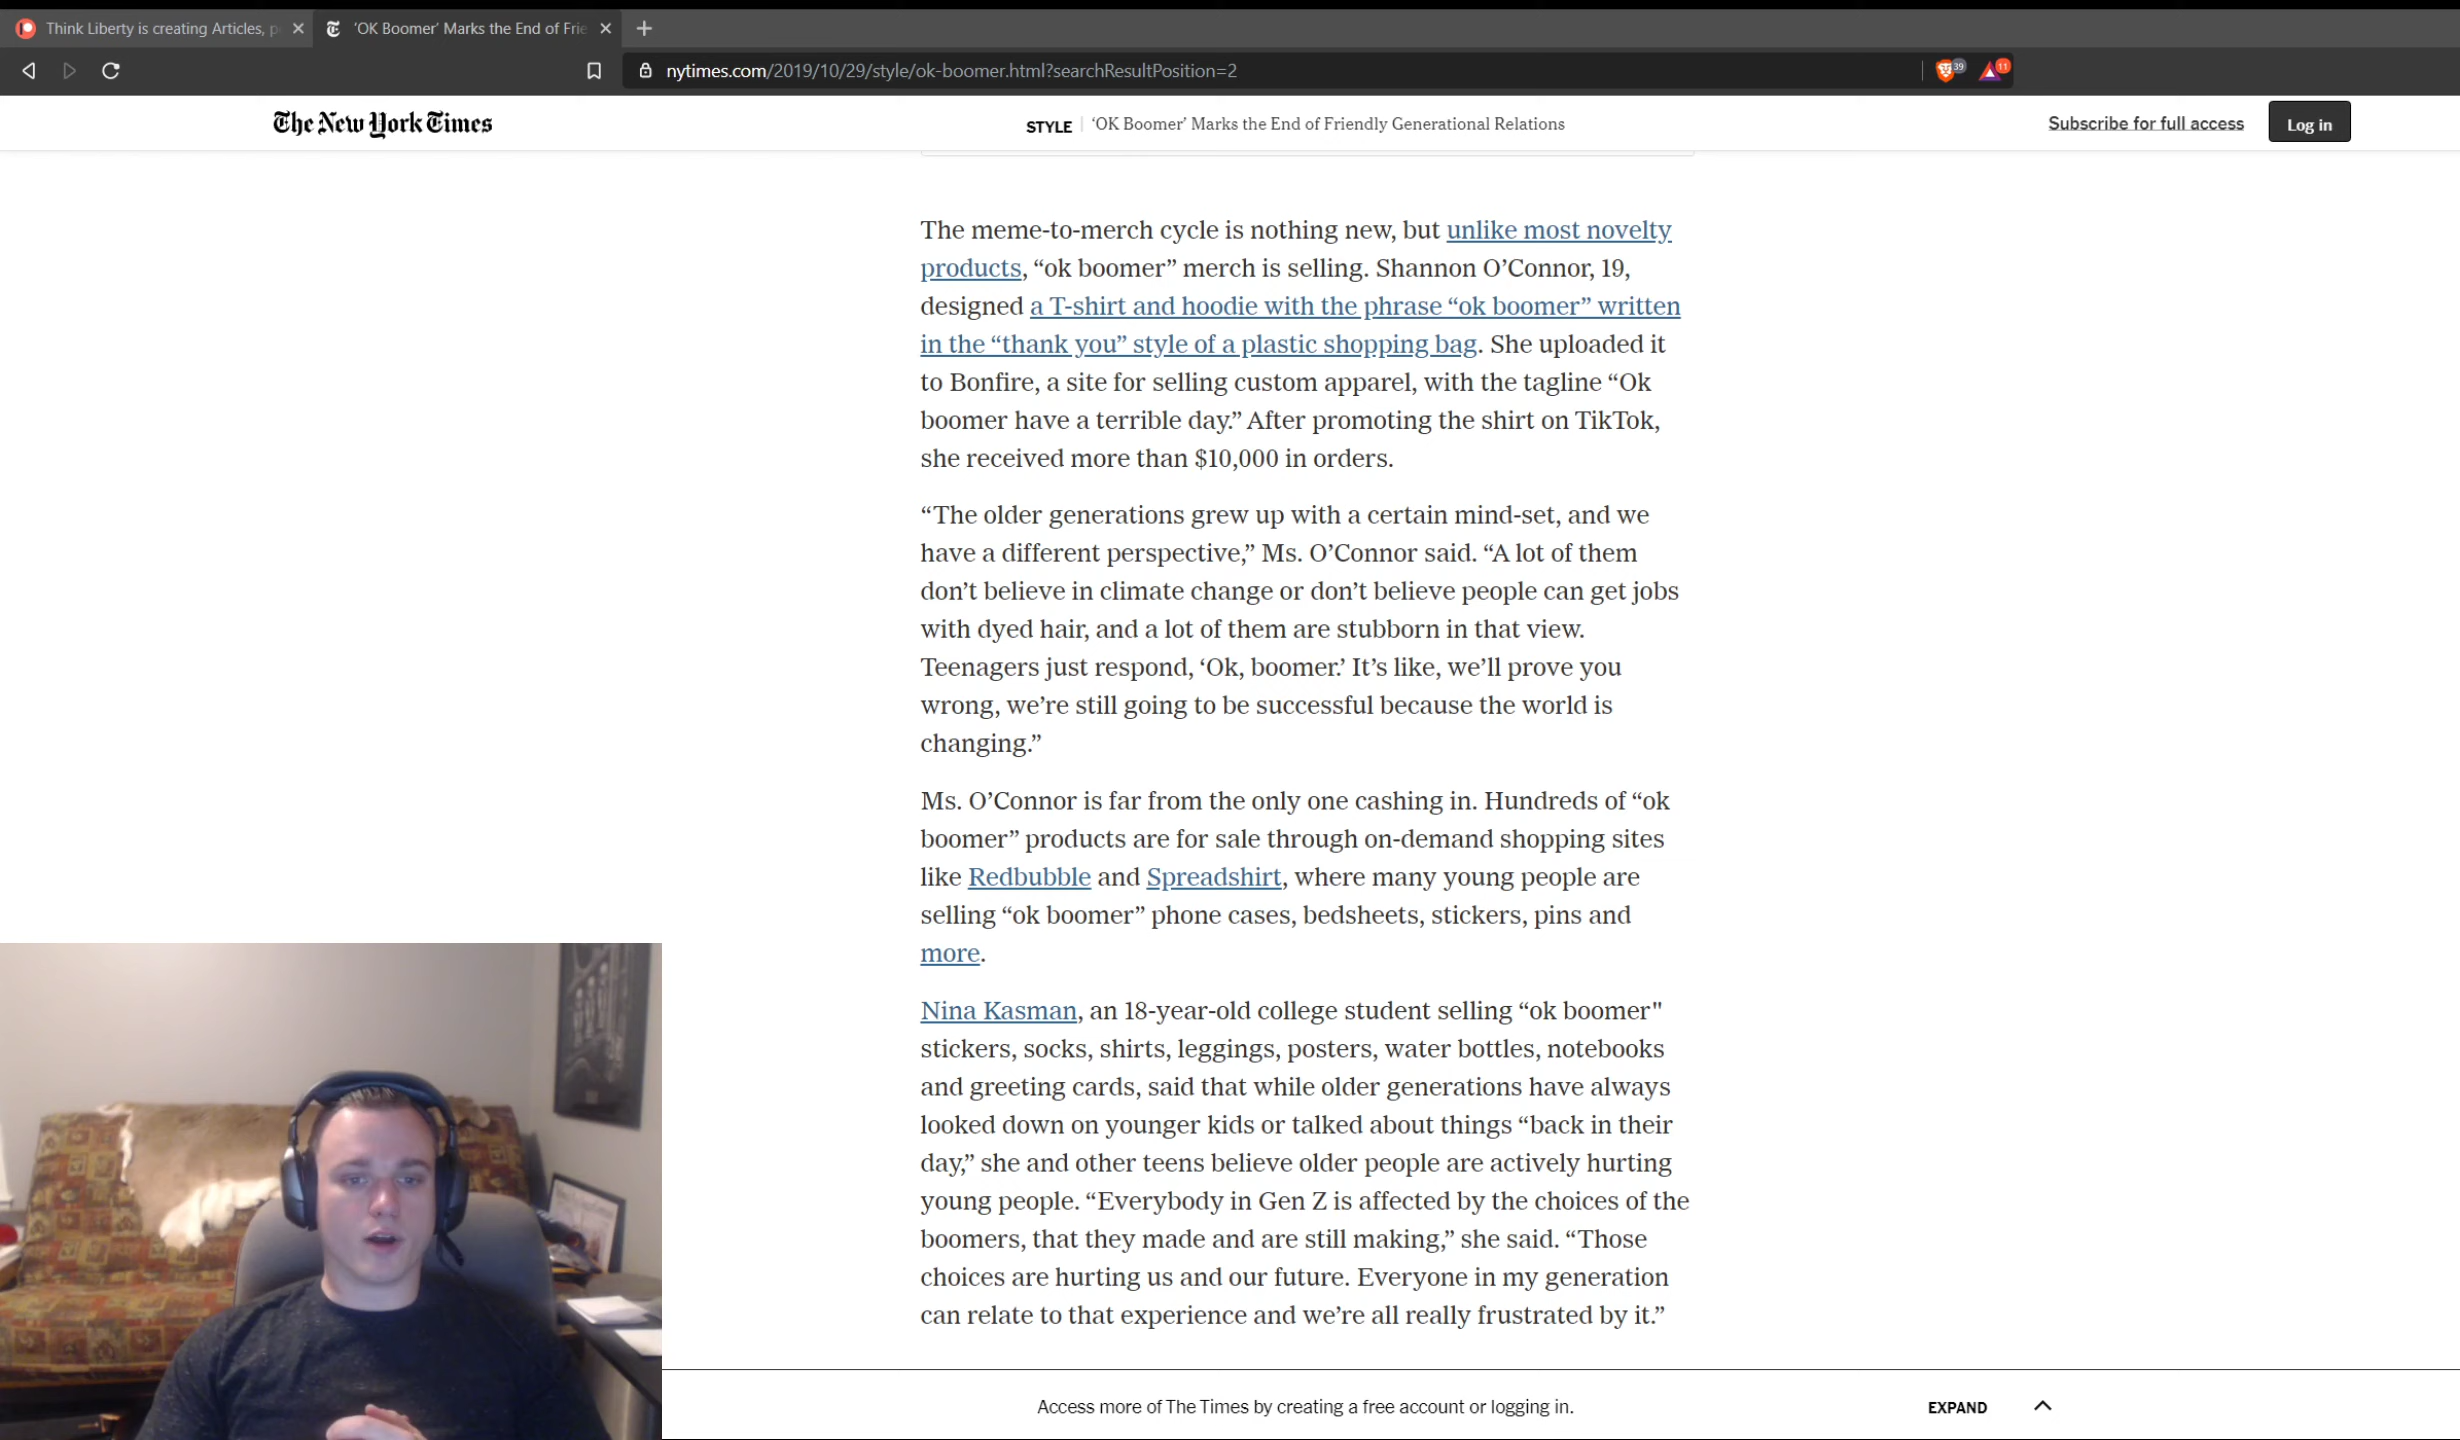 Think Liberty is creating Articles, p
'OK Boomer' Marks the End of Frie
nytimes.com/2019/10/29/style/ok-boomer.html?searchResultPosition=2
39
11
The New York Times
STYLE | 'OK Boomer' Marks the End of Friendly Generational Relations
Subscribe for full access
Log in
The meme-to-merch cycle is nothing new, but unlike most novelty
products, “ok boomer” merch is selling. Shannon O’Connor, 19,
designed a T-shirt and hoodie with the phrase “ok boomer” written
in the “thank you” style of a plastic shopping bag. She uploaded it
to Bonfire, a site for selling custom apparel, with the tagline “Ok
boomer have a terrible day.” After promoting the shirt on TikTok,
she received more than $10,000 in orders.
“The older generations grew up with a certain mind-set, and we
have a different perspective,” Ms. O’Connor said. “A lot of them
don’t believe in climate change or don’t believe people can get jobs
with dyed hair, and a lot of them are stubborn in that view.
Teenagers just respond, ‘Ok, boomer.’ It’s like, we’ll prove you
wrong, we’re still going to be successful because the world is
changing.”
Ms. O’Connor is far from the only one cashing in. Hundreds of “ok
boomer” products are for sale through on-demand shopping sites
like Redbubble and Spreadshirt, where many young people are
selling “ok boomer” phone cases, bedsheets, stickers, pins and
more.
Nina Kasman, an 18-year-old college student selling “ok boomer"
stickers, socks, shirts, leggings, posters, water bottles, notebooks
and greeting cards, said that while older generations have always
looked down on younger kids or talked about things “back in their
day,” she and other teens believe older people are actively hurting
young people. “Everybody in Gen Z is affected by the choices of the
boomers, that they made and are still making,” she said. “Those
choices are hurting us and our future. Everyone in my generation
can relate to that experience and we’re all really frustrated by it.”
Access more of The Times by creating a free account or logging in.
EXPAND